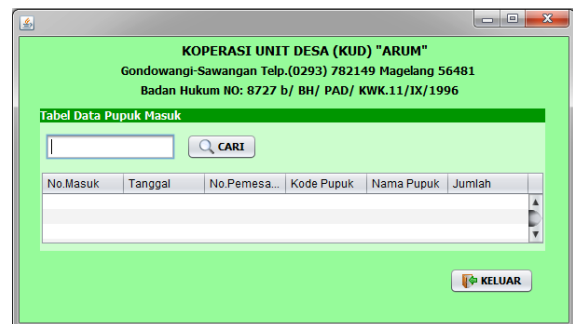 KOPERASI UNIT DESA (KUD) "ARUM"
Gondowangi-Sawangan Telp.(0293) 782149 Magelang 56481
Badan Hukum NO: 8727 b/ BH/ PAD/ KWK.11/IX/1996
Tabel Data Pupuk Masuk
CARI
No.Masuk Tanggal No.Pemesa... Kode Pupuk Nama Pupuk Jumlah
KELUAR